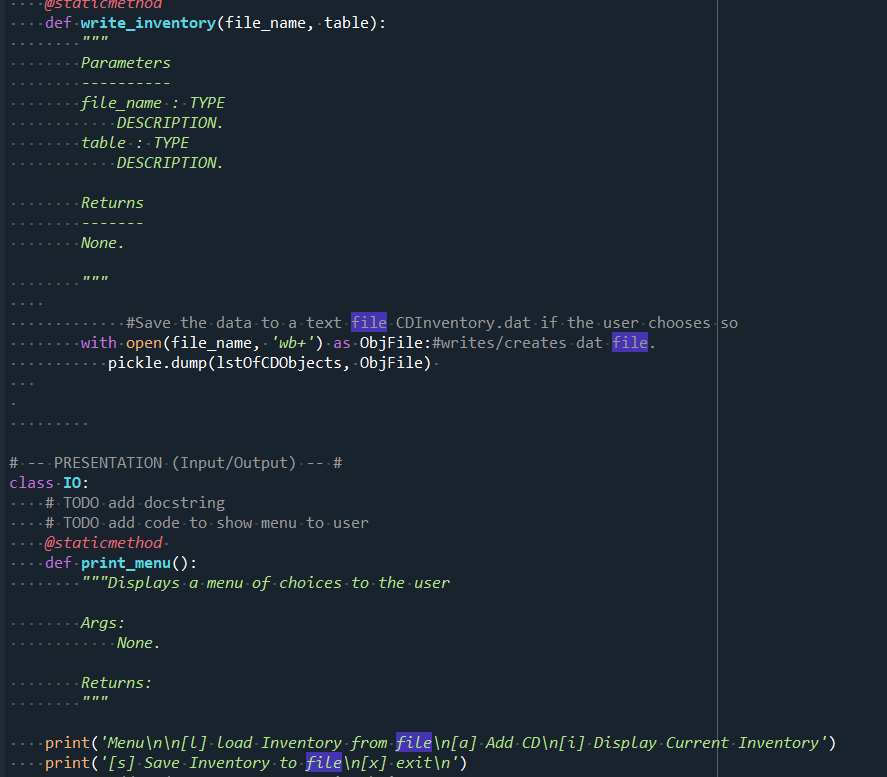 @staticmethod
def write_inventory(file_name, table):
"""
Parameters
----------
file_name : TYPE
DESCRIPTION.
table : TYPE
DESCRIPTION.
Returns
-------
None.
"""
#Save the data to a text file CDInventory.dat if the user chooses so
with open(file_name, 'wb+') as ObjFile:#writes/creates dat file.
pickle.dump(lstOfCDObjects, ObjFile)
# -- PRESENTATION (Input/Output) -- #
class IO:
# TODO add docstring
# TODO add code to show menu to user
@staticmethod
def print_menu():
"""Displays a menu of choices to the user
Args:
None.
Returns:
"""
print('Menu\n\n[l] load Inventory from file\n[a] Add CD\n[i] Display Current Inventory')
print('[s] Save Inventory to file\n[x] exit\n')